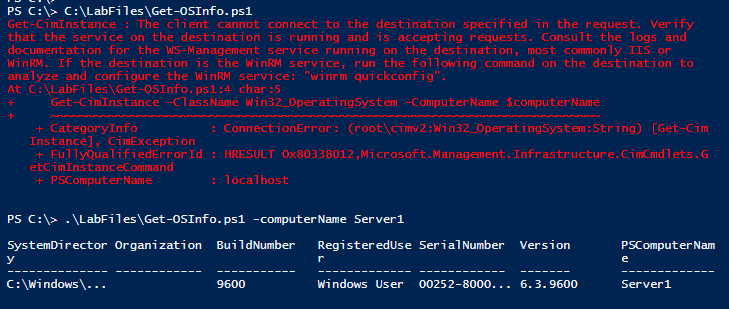 PS C:\> C:\LabFiles\Get-OSInfo.ps1
Get-CimInstance : The client cannot connect to the destination specified in the request. Verify
that the service on the destination is running and is accepting requests. Consult the logs and
documentation for the WS-Management service running on the destination, most commonly IIS or
WinRM. If the destination is the WinRM service, run the following command on the destination to
analyze and configure the WinRM service: "winrm quickconfig".
At C:\LabFiles\Get-OSInfo.ps1:4 char:5
+     Get-CimInstance -ClassName Win32_OperatingSystem -ComputerName $computerName
+     ~~~~~~~~~~~~~~~~~~~~~~~~~~~~~~~~~~~~~~~~~~~~~~~~~~~~~~~~~~~~~~~~~~~~~~~~~~~~
    + CategoryInfo          : ConnectionError: (root\cimv2:Win32_OperatingSystem:String) [Get-Cim
   Instance], CimException
    + FullyQualifiedErrorId : HRESULT 0x80338012,Microsoft.Management.Infrastructure.CimCmdlets.G
   etCimInstanceCommand
    + PSComputerName        : localhost
PS C:\> .\LabFiles\Get-OSInfo.ps1 -computerName Server1
SystemDirector Organization BuildNumber RegisteredUse SerialNumber Version PSComputerNam
y r e
-------------- ------------ ----------- ------------- ------------ ------- -------------
C:\Windows\... 9600 Windows User 00252-8000... 6.3.9600 Server1